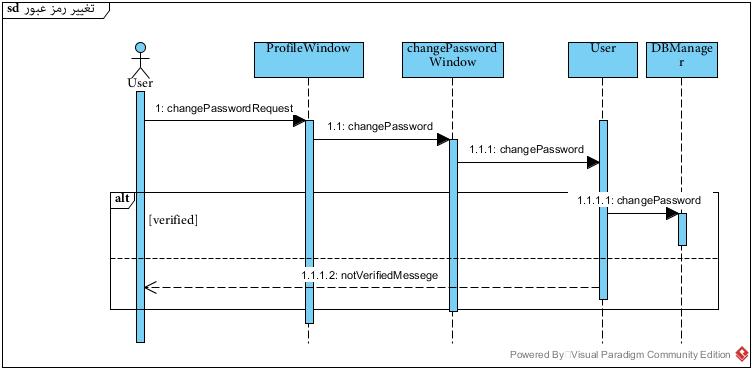 sd تغییر رمز عبور
ProfileWindow
changePassword
Window
User
DBManage
r
User
1: changePasswordRequest
1.1: changePassword
1.1.1: changePassword
alt
1.1.1.1: changePassword
[verified]
1.1.1.2: notVerifiedMessege
Powered By Visual Paradigm Community Edition